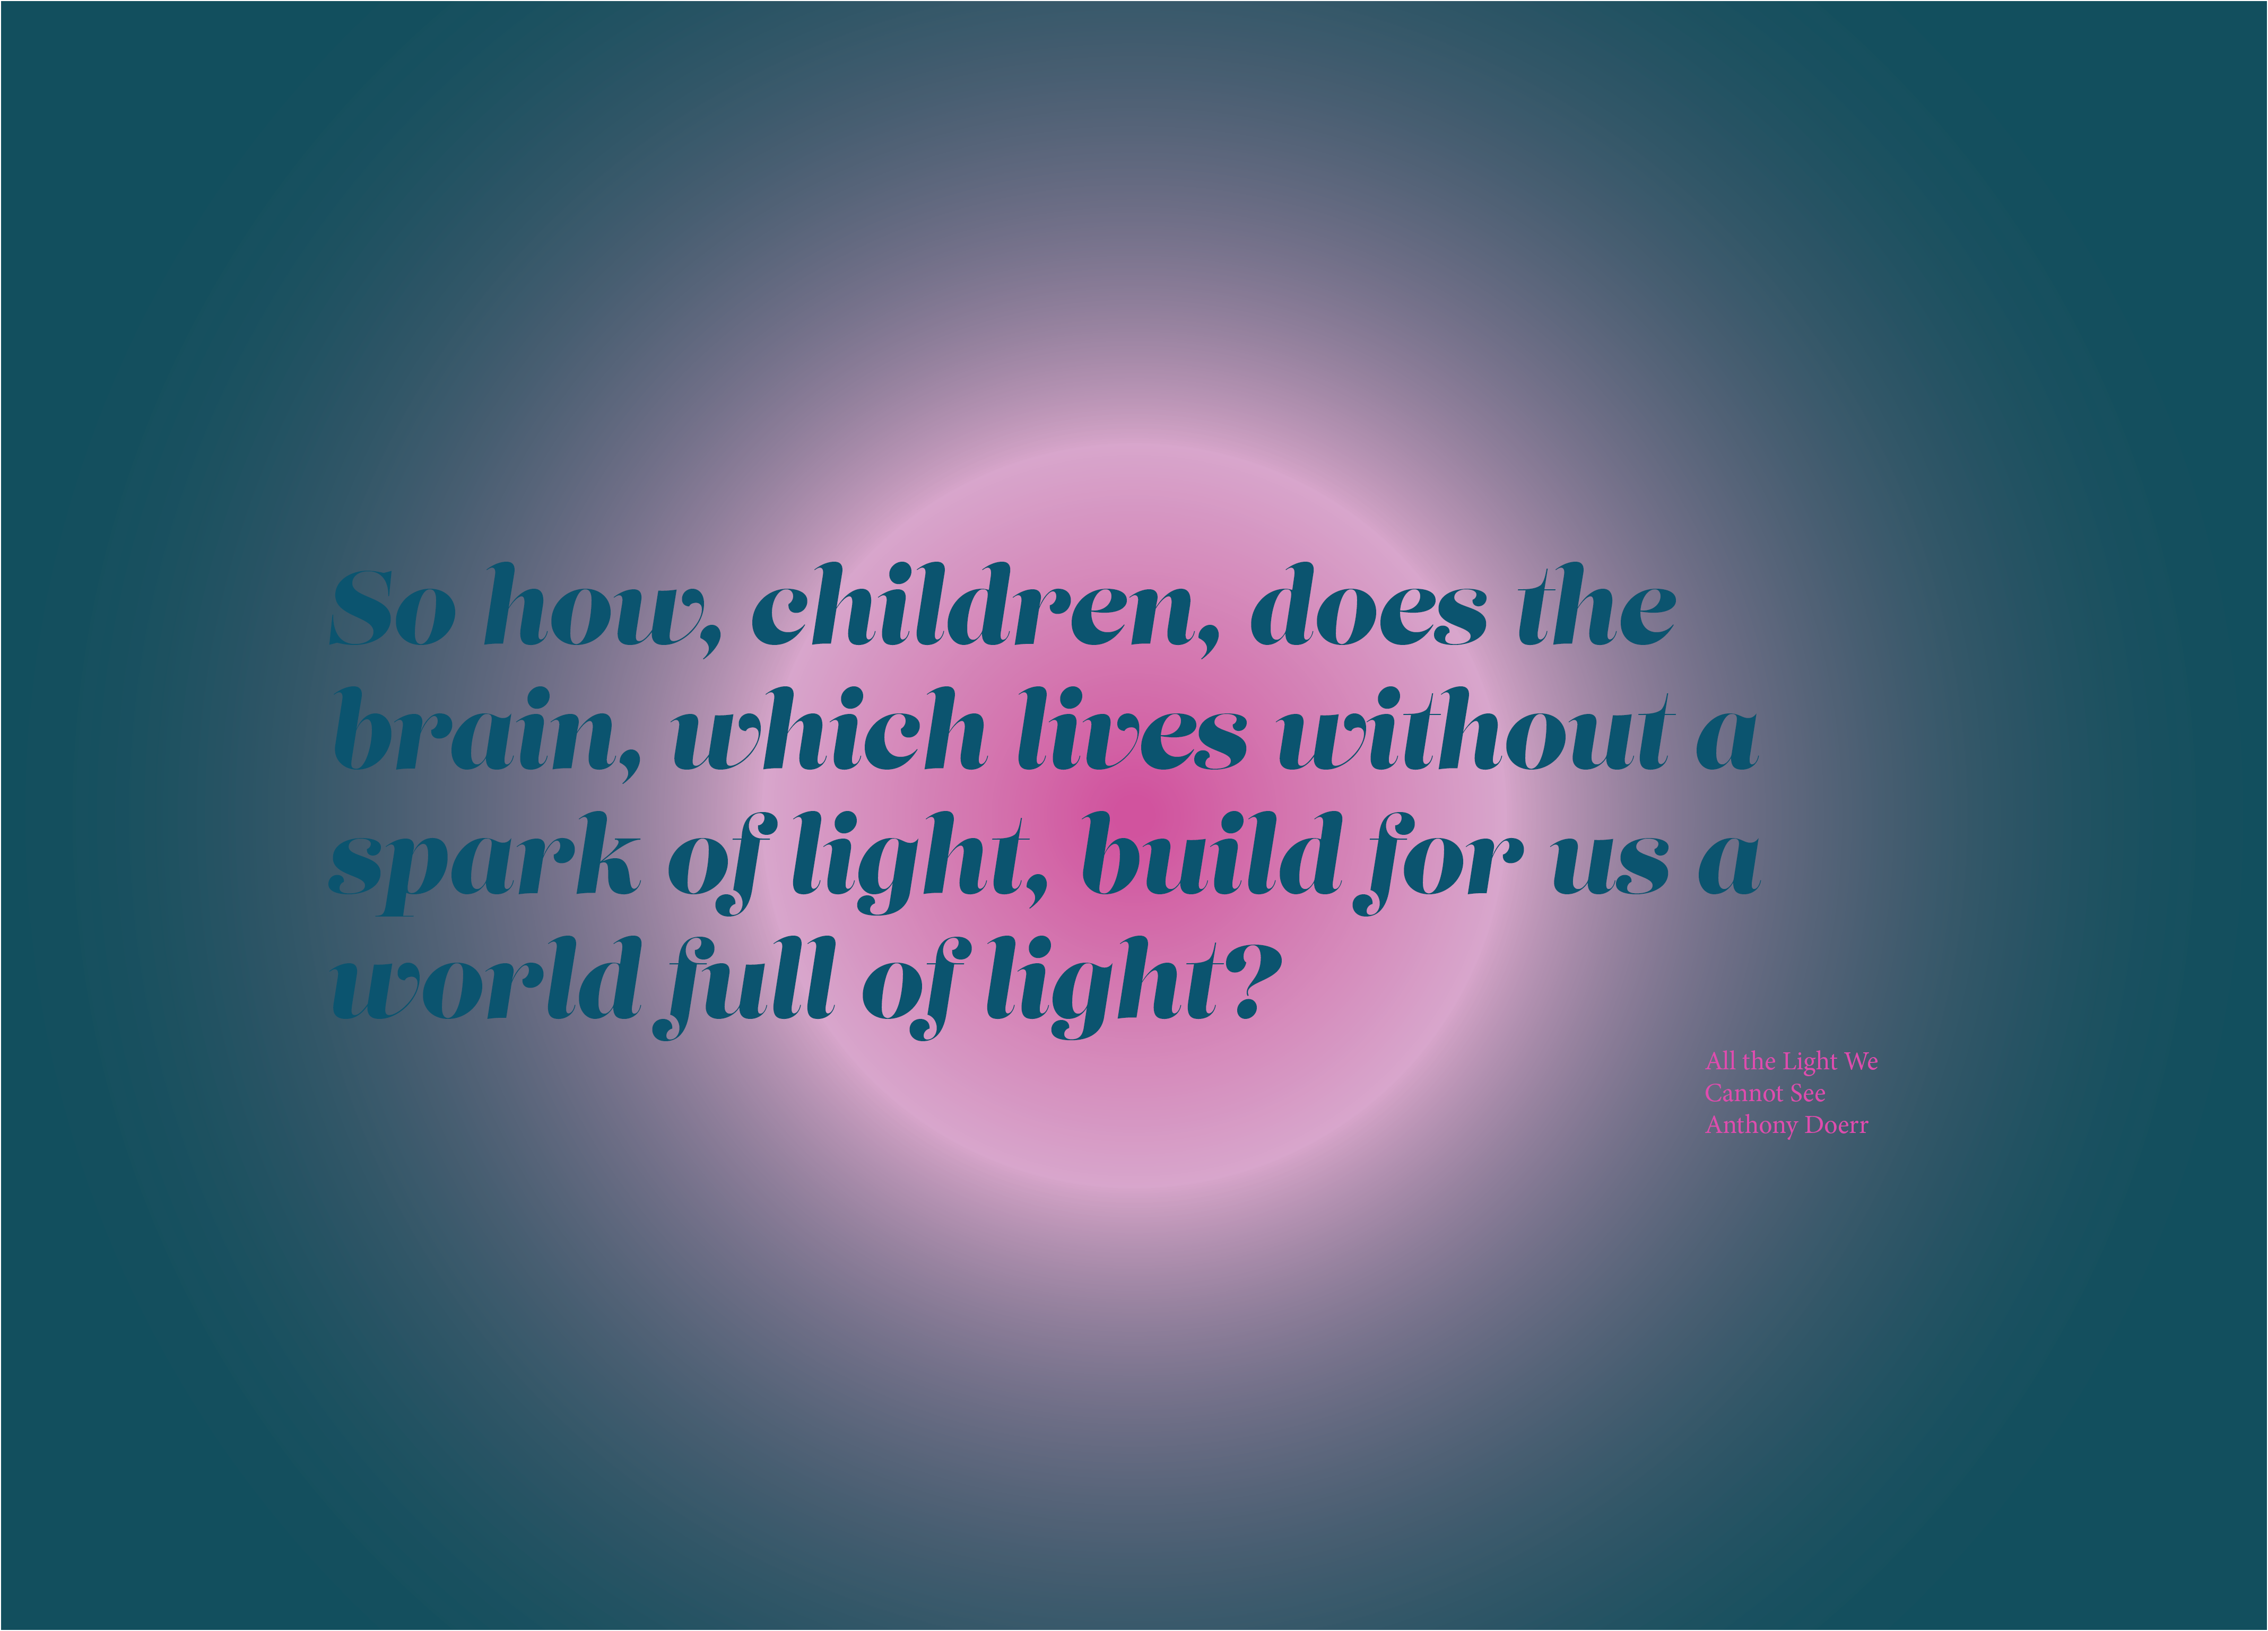 So how, children, does the
brain, which lives without a
spark of light, build for us a
world full of light?
All the Light We
Cannot See
Anthony Doerr